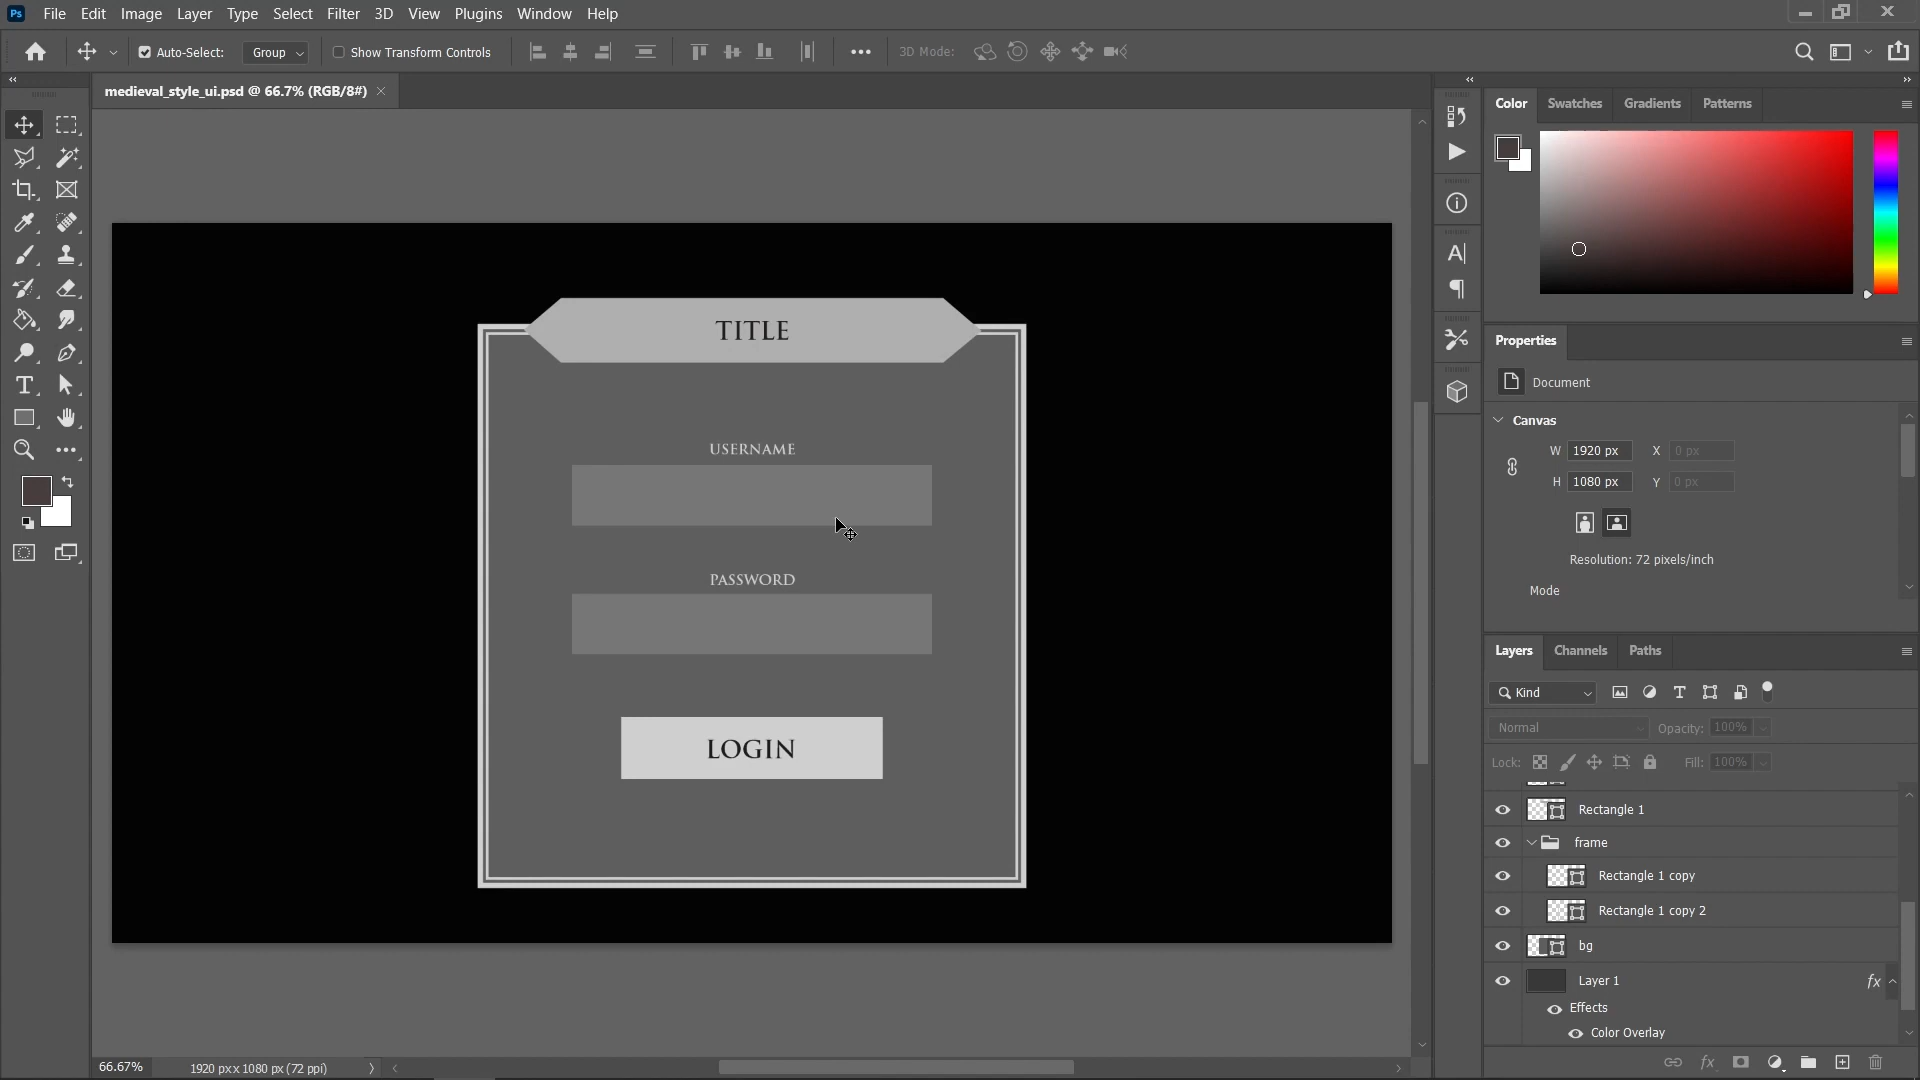 Ps File Edit Image Layer Type Select Filter 3D View Plugins Window Help
Auto-Select: Group Show Transform Controls 3D Mode:
medieval_style_ui.psd @ 66.7% (RGB/8#)
TITLE
USERNAME
PASSWORD
LOGIN
66.67% 1920 px x 1080 px (72 ppi)
Color Swatches Gradients Patterns
Properties
Document
Canvas
W 1920 px X 0 px
H 1080 px Y 0 px
Resolution: 72 pixels/inch
Mode
Layers Channels Paths
Kind
Normal Opacity: 100%
Lock: Fill: 100%
Rectangle 1
frame
Rectangle 1 copy
Rectangle 1 copy 2
bg
Layer 1 fx
Effects
Color Overlay
fx